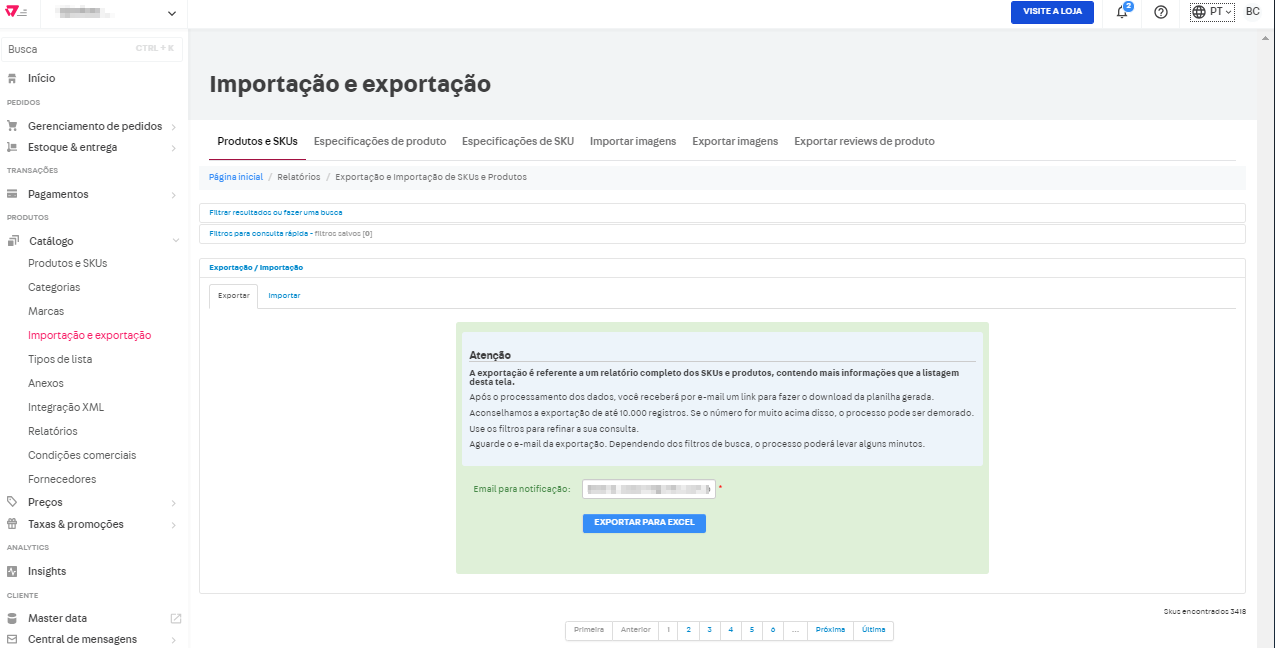 VISITE A LOJA
2
PT
BC
Busca
CTRL + K
Início
PEDIDOS
Gerenciamento de pedidos
Estoque & entrega
TRANSAÇÕES
Pagamentos
PRODUTOS
Catálogo
Produtos e SKUs
Categorias
Marcas
Importação e exportação
Tipos de lista
Anexos
Integração XML
Relatórios
Condições comerciais
Fornecedores
Preços
Taxas & promoções
ANALYTICS
Insights
CLIENTE
Master data
Central de mensagens
Importação e exportação
Produtos e SKUs Especificações de produto Especificações de SKU Importar imagens Exportar imagens Exportar reviews de produto
Página inicial / Relatórios / Exportação e Importação de SKUs e Produtos
Filtrar resultados ou fazer uma busca
Filtros para consulta rápida - filtros salvos [0]
Exportação / Importação
Exportar Importar
Atenção
A exportação é referente a um relatório completo dos SKUs e produtos, contendo mais informações que a listagem
desta tela.
Após o processamento dos dados, você receberá por e-mail um link para fazer o download da planilha gerada.
Aconselhamos a exportação de até 10.000 registros. Se o número for muito acima disso, o processo pode ser demorado.
Use os filtros para refinar a sua consulta.
Aguarde o e-mail da exportação. Dependendo dos filtros de busca, o processo poderá levar alguns minutos.
Email para notificação: *
EXPORTAR PARA EXCEL
Skus encontrados 3418
Primeira Anterior 1 2 3 4 5 6 ... Próxima Última